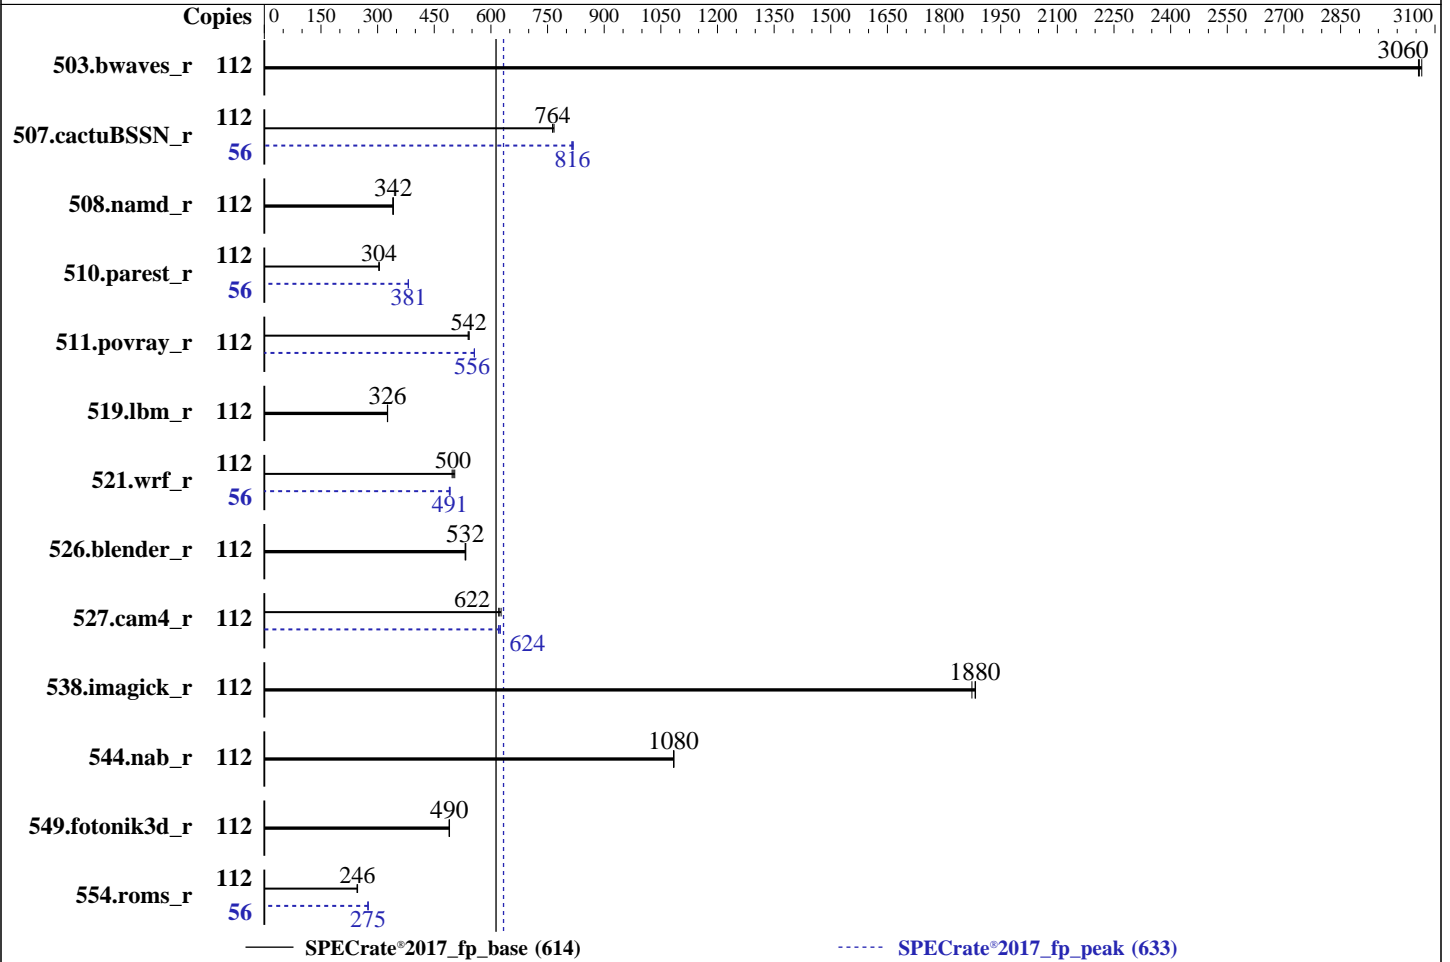 Copies 0 150 300 450 600 750 900 1050 1200 1350 1500 1650 1800 1950 2100 2250 2400 2550 2700 2850 3100
503.bwaves_r 112 3060
507.cactuBSSN_r 112 764
56 816
508.namd_r 112 342
510.parest_r 112 304
56 381
511.povray_r 112 542
556
519.lbm_r 112 326
521.wrf_r 112 500
56 491
526.blender_r 112 532
527.cam4_r 112 622
624
538.imagick_r 112 1880
544.nab_r 112 1080
549.fotonik3d_r 112 490
554.roms_r 112 246
56 275
SPECrate®2017_fp_base (614) SPECrate®2017_fp_peak (633)